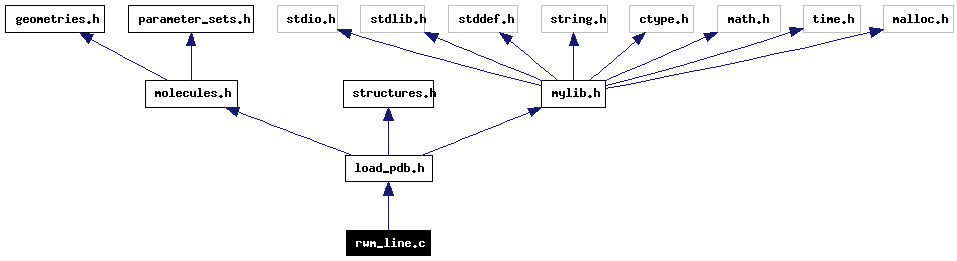 geometries.h
parameter_sets.h
stdio.h
stdlib.h
stddef.h
string.h
ctype.h
math.h
time.h
malloc.h
molecules.h
structures.h
mylib.h
load_pdb.h
rwm_line.c